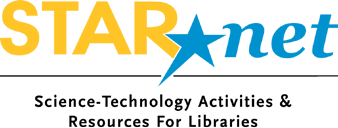 STAR net
Science-Technology Activities &
Resources For Libraries